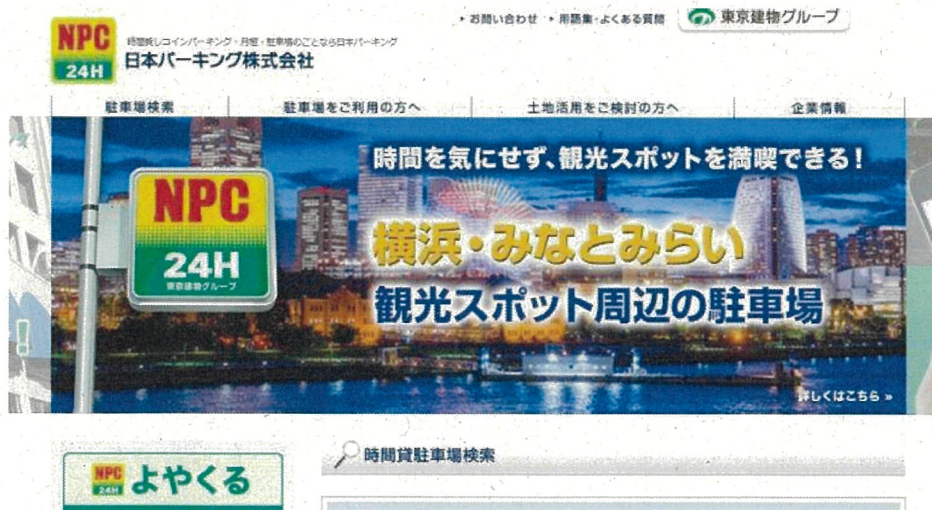 お問い合わせ
用語集・よくある質問
東京建物グループ
NPC
24H
時間貸しコインパーキング・月極・駐車場のことなら日本パーキング
日本パーキング株式会社
駐車場検索
駐車場をご利用の方へ
土地活用をご検討の方へ
企業情報
時間を気にせず、観光スポットを満喫できる!
NPC
24H
東京建物グループ
横浜・みなとみらい
観光スポット周辺の駐車場
詳しくはこちら »
NPC
24H
よやくる
時間貸駐車場検索